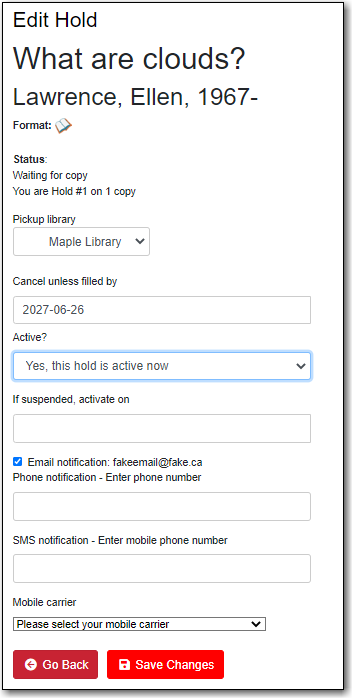 Edit Hold
What are clouds?
Lawrence, Ellen, 1967-
Format:
Status:
Waiting for copy
You are Hold #1 on 1 copy
Pickup library
Maple Library
Cancel unless filled by
2027-06-26
Active?
Yes, this hold is active now
If suspended, activate on
Email notification: fakeemail@fake.ca
Phone notification - Enter phone number
SMS notification - Enter mobile phone number
Mobile carrier
Please select your mobile carrier
Go Back Save Changes